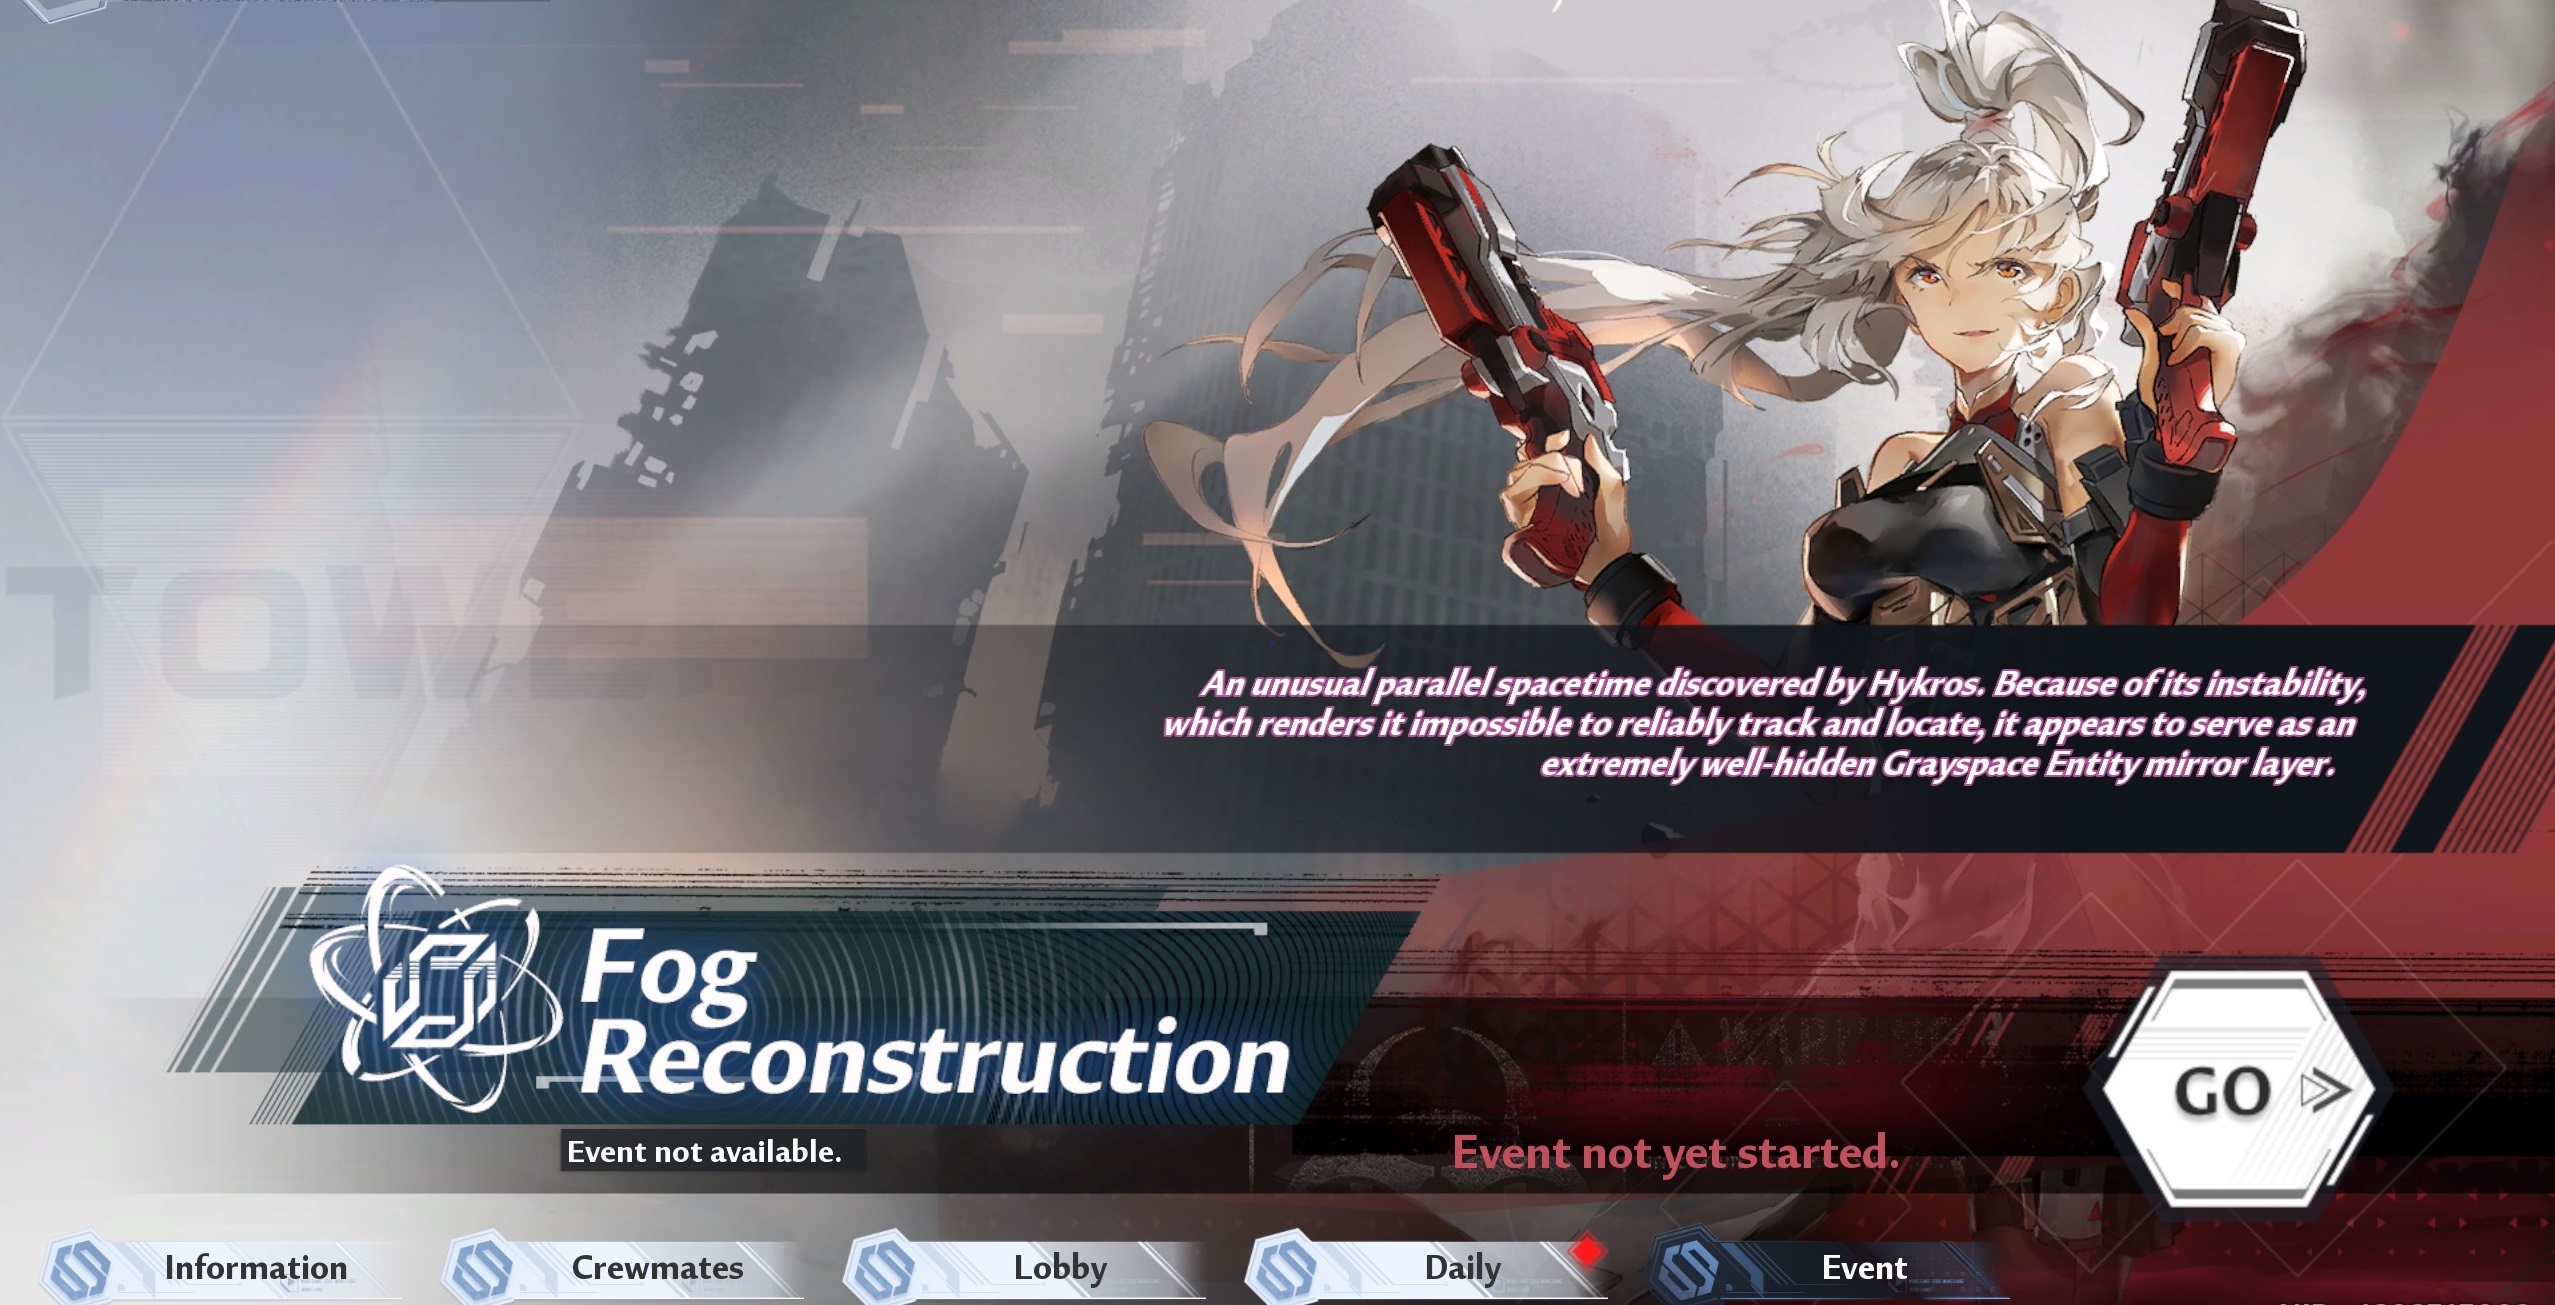 TOWE
An unusual parallel spacetime discovered by Hykros. Because of its instability,
which renders it impossible to reliably track and locate, it appears to serve as an
extremely well-hidden Grayspace Entity mirror layer.
Fog
Reconstruction
GO
Event not available.
Event not yet started.
Information
Crewmates
Lobby
Daily
Event